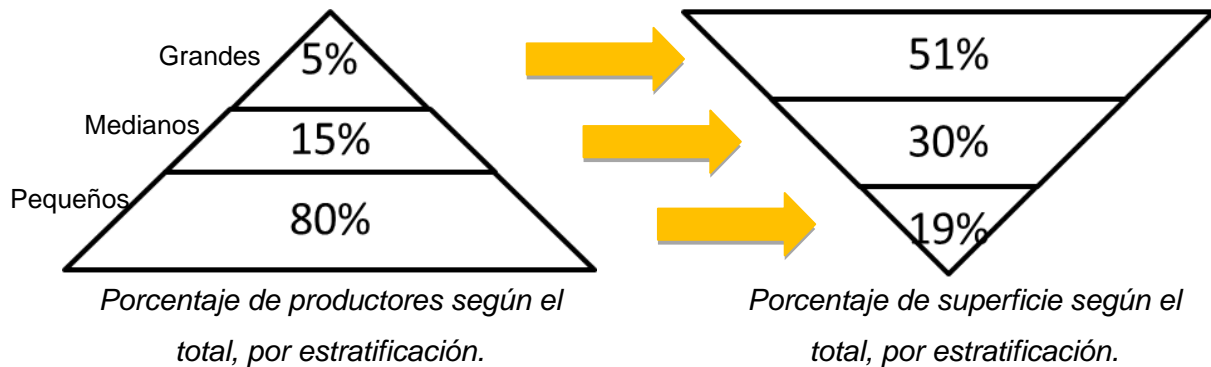 Grandes 5% 51%
Medianos 15% 30%
Pequeños 80% 19%
Porcentaje de productores según el
total, por estratificación.
Porcentaje de superficie según el
total, por estratificación.